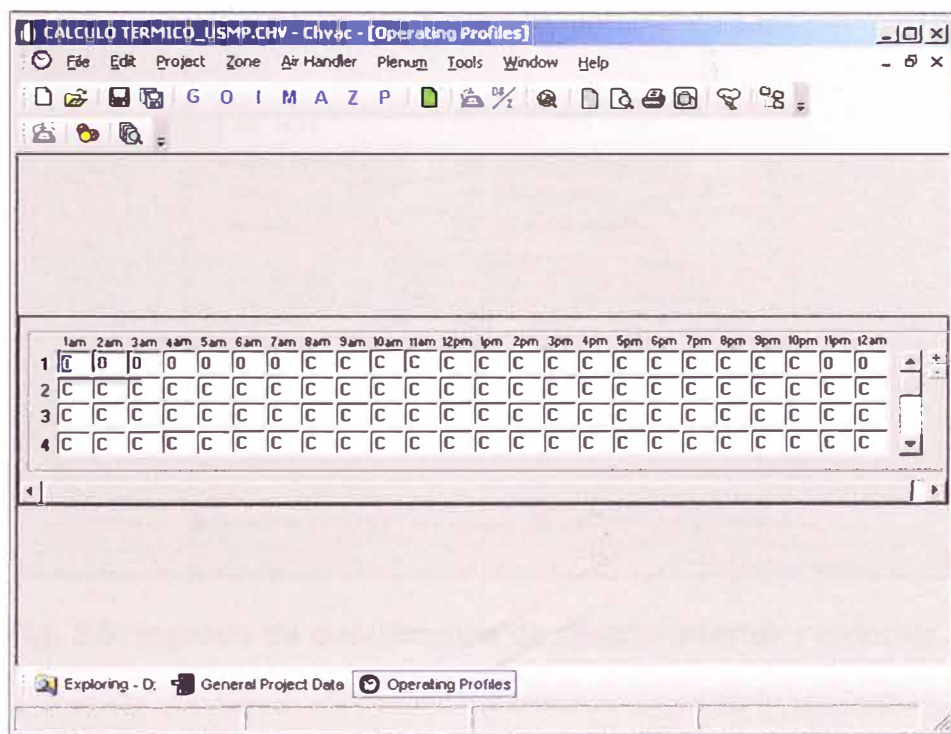 CALCULO TERMICO_USMP.CHV - Chvac - [Operating Profiles]
File Edit Project Zone Air Handler Plenum Tools Window Help
G O I M A Z P
1am 2am 3am 4am 5am 6am 7am 8am 9am 10am 11am 12pm 1pm 2pm 3pm 4pm 5pm 6pm 7pm 8pm 9pm 10pm 11pm 12am
1 0 0 0 0 0 0 0 C C C C C C C C C C C C C C C 0 0
2 C C C C C C C C C C C C C C C C C C C C C C C C
3 C C C C C C C C C C C C C C C C C C C C C C C C
4 C C C C C C C C C C C C C C C C C C C C C C C C
Exploring - D: General Project Data Operating Profiles